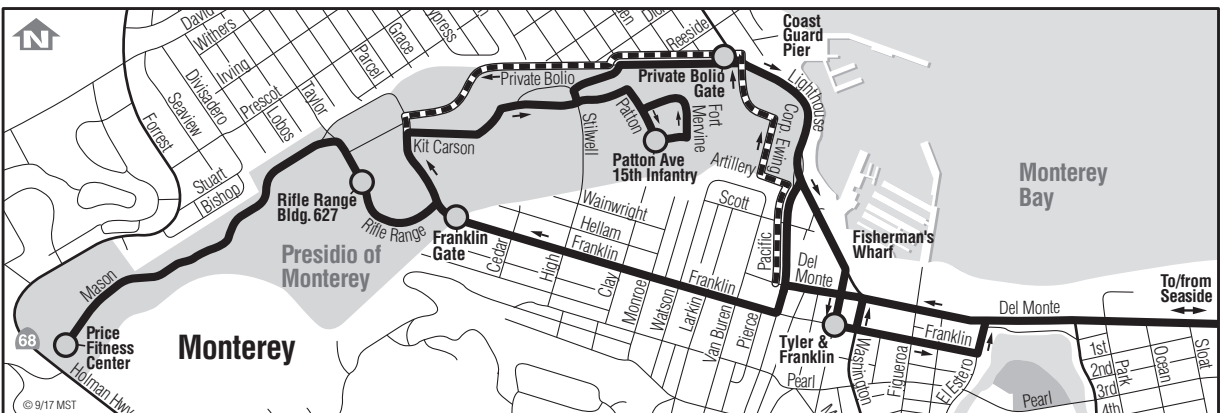 N
David
Withers
Irving
Divisadero
Seaview
Prescot
Lobos
Taylor
Parcel
Grace
Cypress
Reeside
Forrest
Stuart
Bishop
Coast
Guard
Pier
Lighthouse
Private Bolio
Private Bolio
Gate
Kit Carson
Stilwell
Patton
Fort
Mervine
Corp. Ewing
Artillery
Patton Ave
15th Infantry
Rifle Range
Bldg. 627
Rifle Range
Franklin
Gate
Presidio of
Monterey
Mason
68
Price
Fitness
Center
Holman Hwy
Monterey
Wainwright
Hellam
Franklin
Cedar
High
Clay
Monroe
Watson
Larkin
Franklin
Van Buren
Pierce
Scott
Pacific
Del
Monte
Tyler &
Franklin
Pearl
Washington
Figueroa
Franklin
El Estero
Fisherman's
Wharf
Monterey
Bay
Del Monte
To/from
Seaside
1st
2nd
3rd
4th
Park
Ocean
Sloat
Pearl
© 9/17 MST